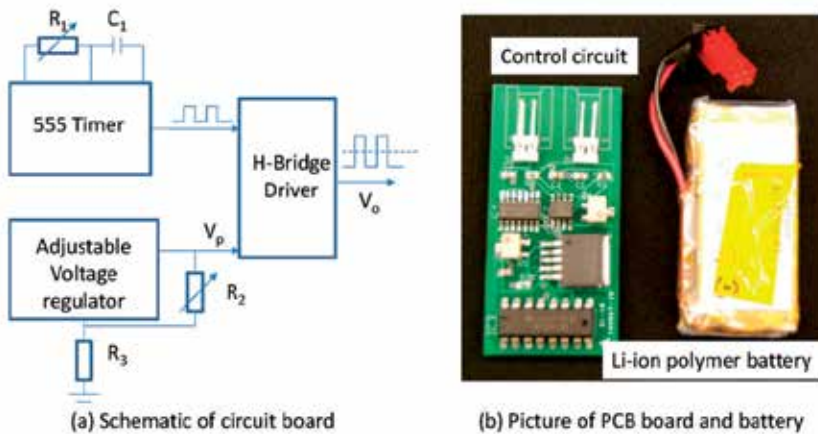 R1
C1
555 Timer
H-Bridge
Driver
Vo
Adjustable
Voltage
regulator
Vp
R2
R3
(a) Schematic of circuit board
Control circuit
Li-ion polymer battery
(b) Picture of PCB board and battery